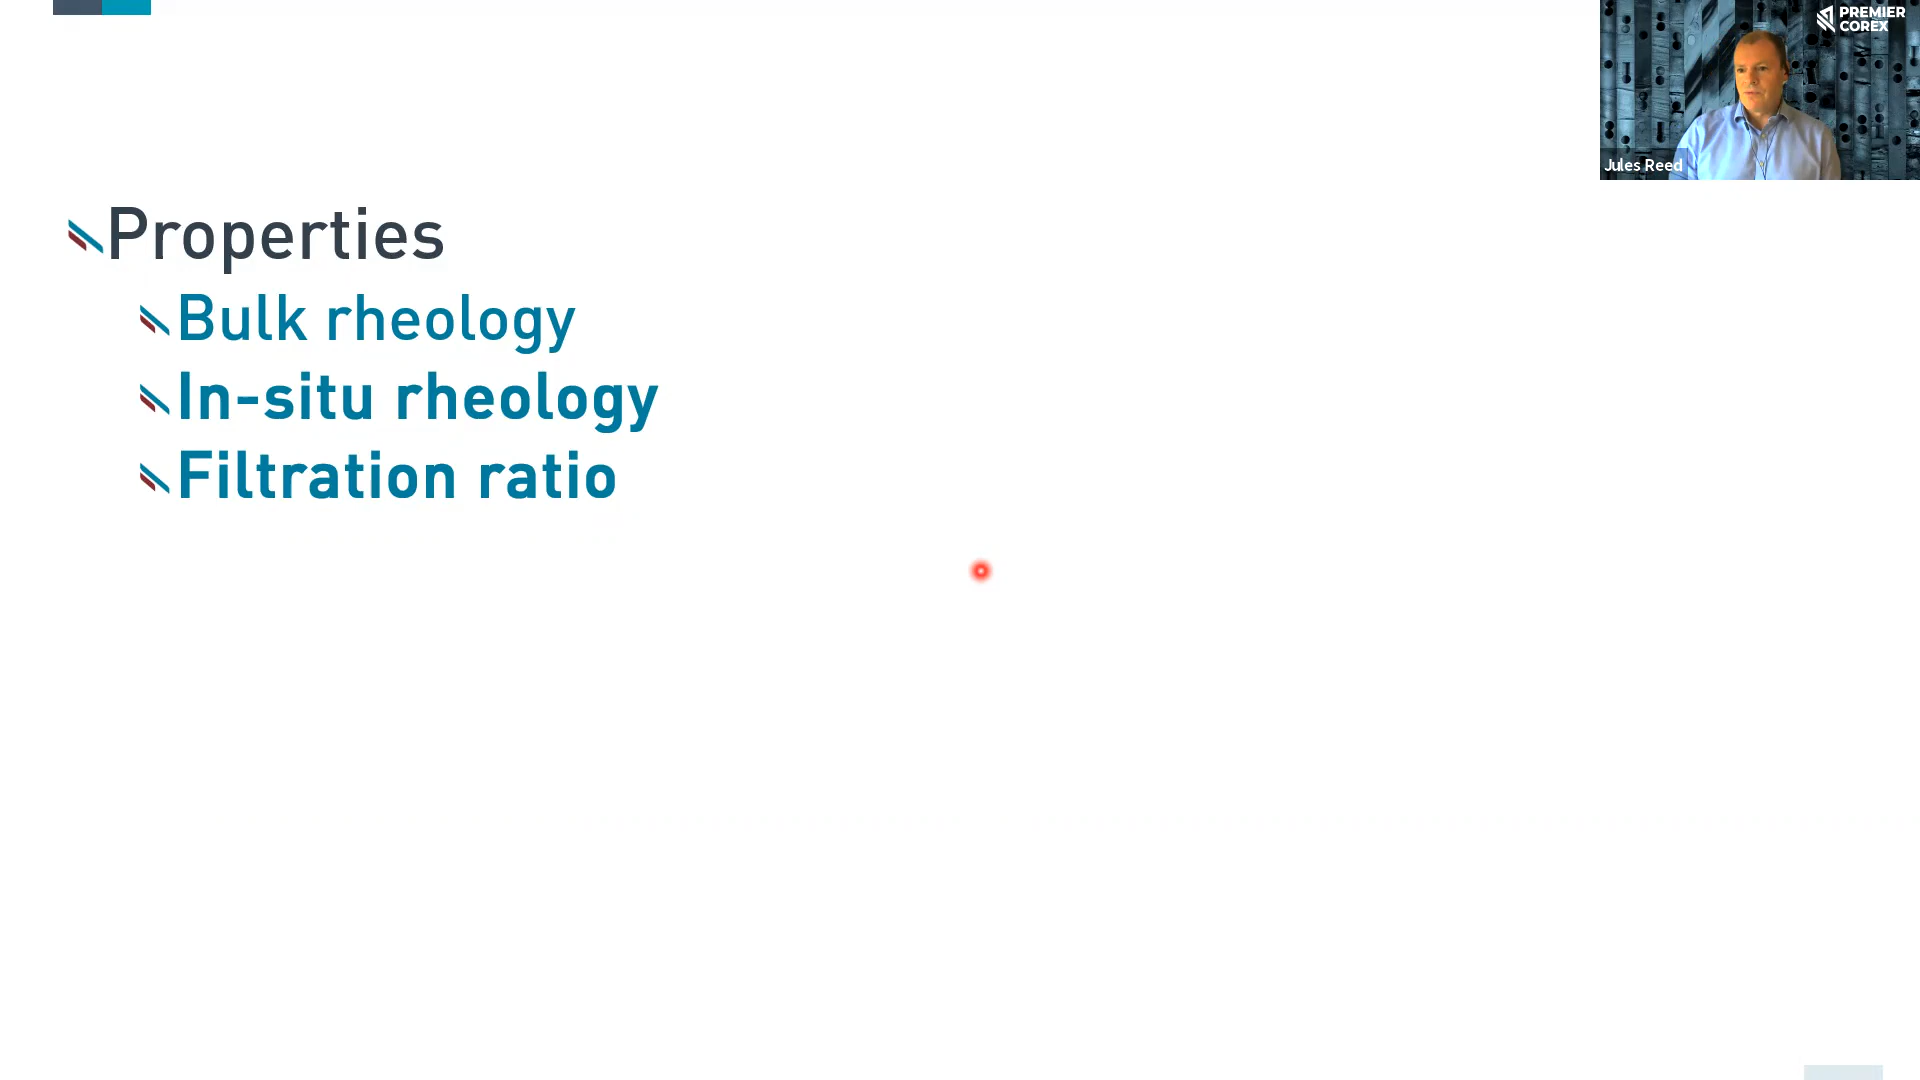 PREMIER
COREX
Jules Reed
Properties
Bulk rheology
In-situ rheology
Filtration ratio